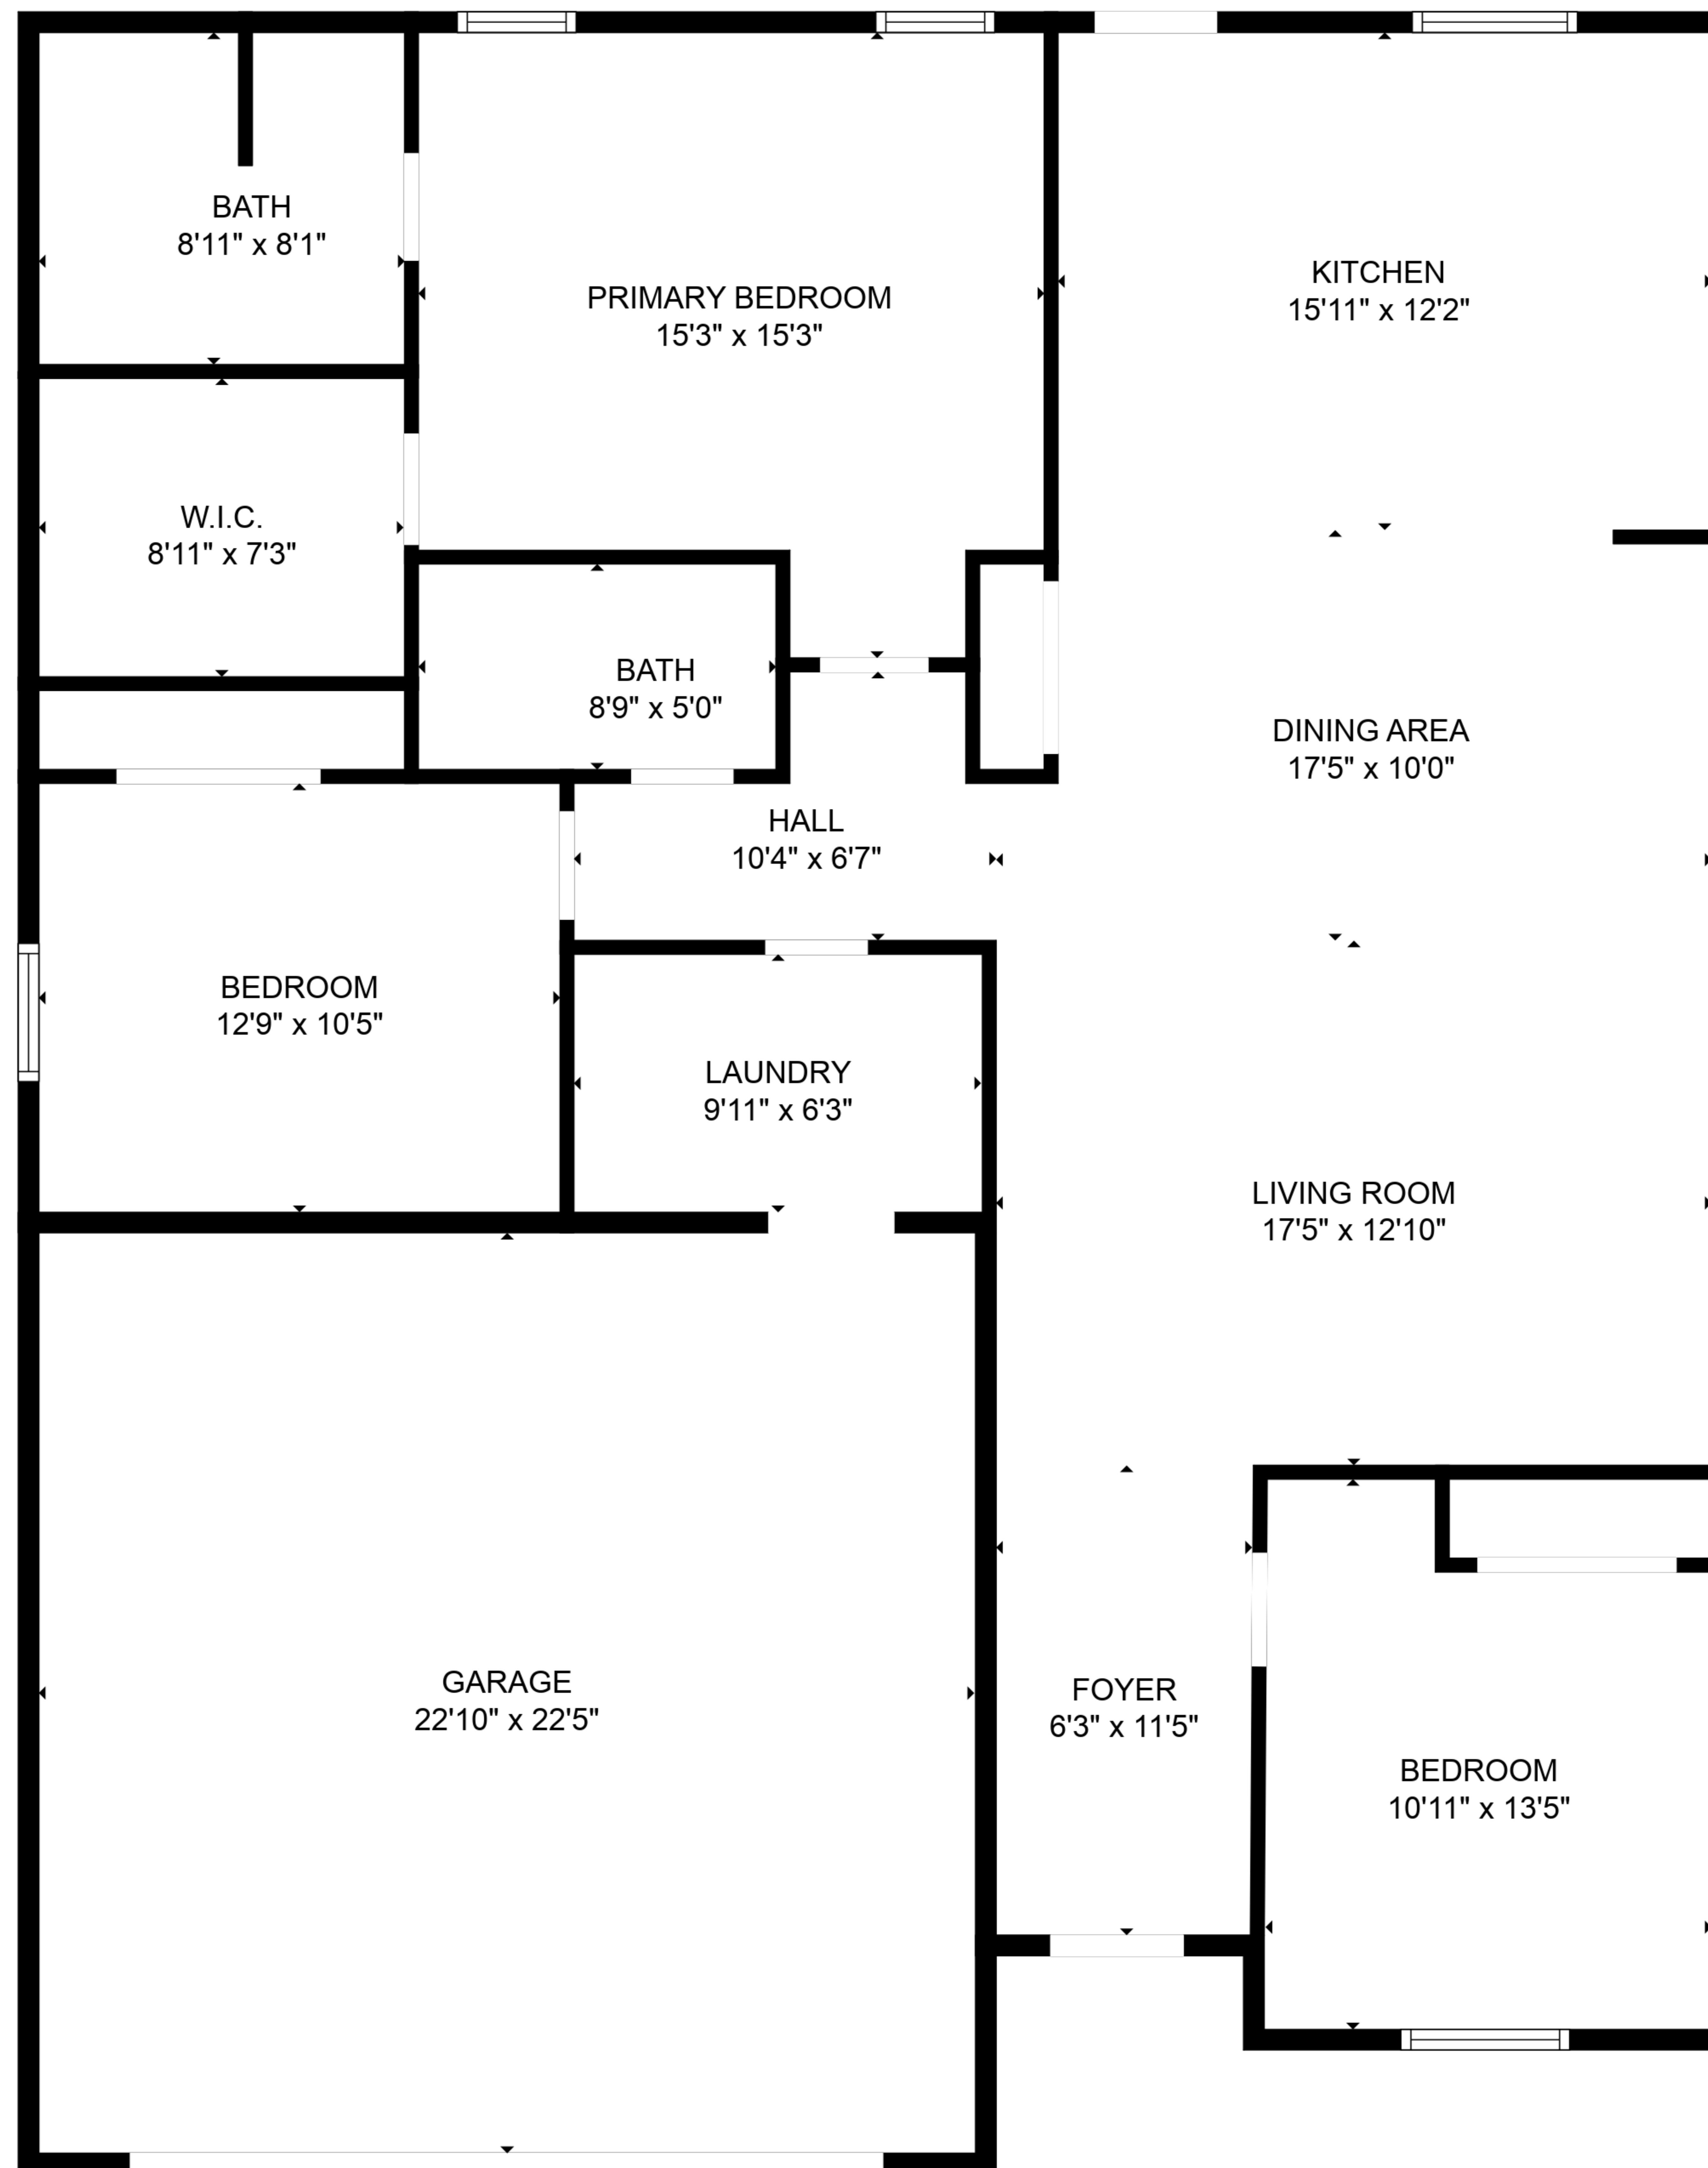 BATH
8'11" x 8'1"
PRIMARY BEDROOM
15'3" x 15'3"
KITCHEN
15'11" x 12'2"
W.I.C.
8'11" x 7'3"
BATH
8'9" x 5'0"
DINING AREA
17'5" x 10'0"
HALL
10'4" x 6'7"
BEDROOM
12'9" x 10'5"
LAUNDRY
9'11" x 6'3"
LIVING ROOM
17'5" x 12'10"
GARAGE
22'10" x 22'5"
FOYER
6'3" x 11'5"
BEDROOM
10'11" x 13'5"